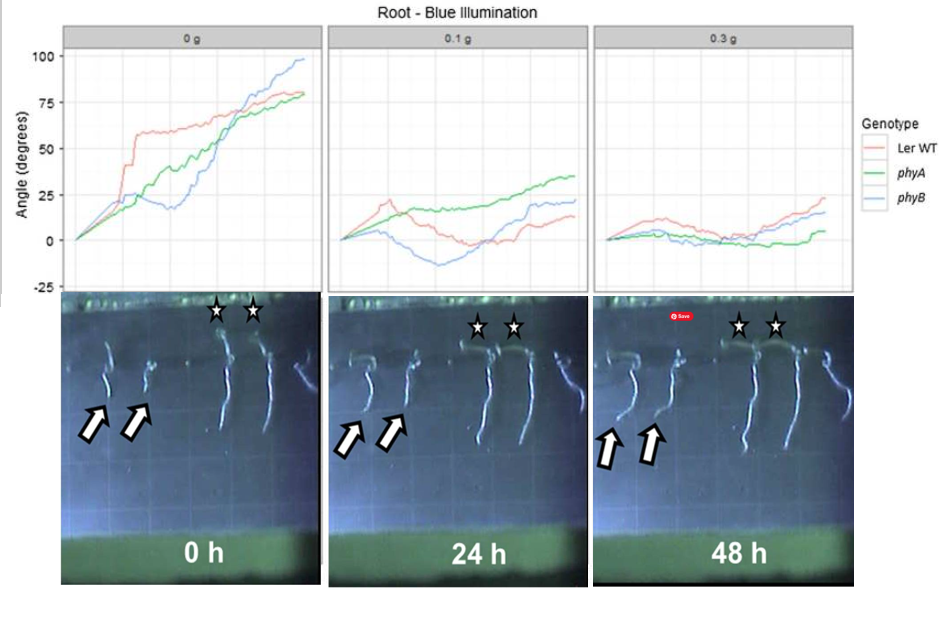 Root - Blue Illumination
0 g
0.1 g
0.3 g
100
75
50
25
0
-25
Angle (degrees)
Genotype
Ler WT
phyA
phyB
Save
0 h
24 h
48 h